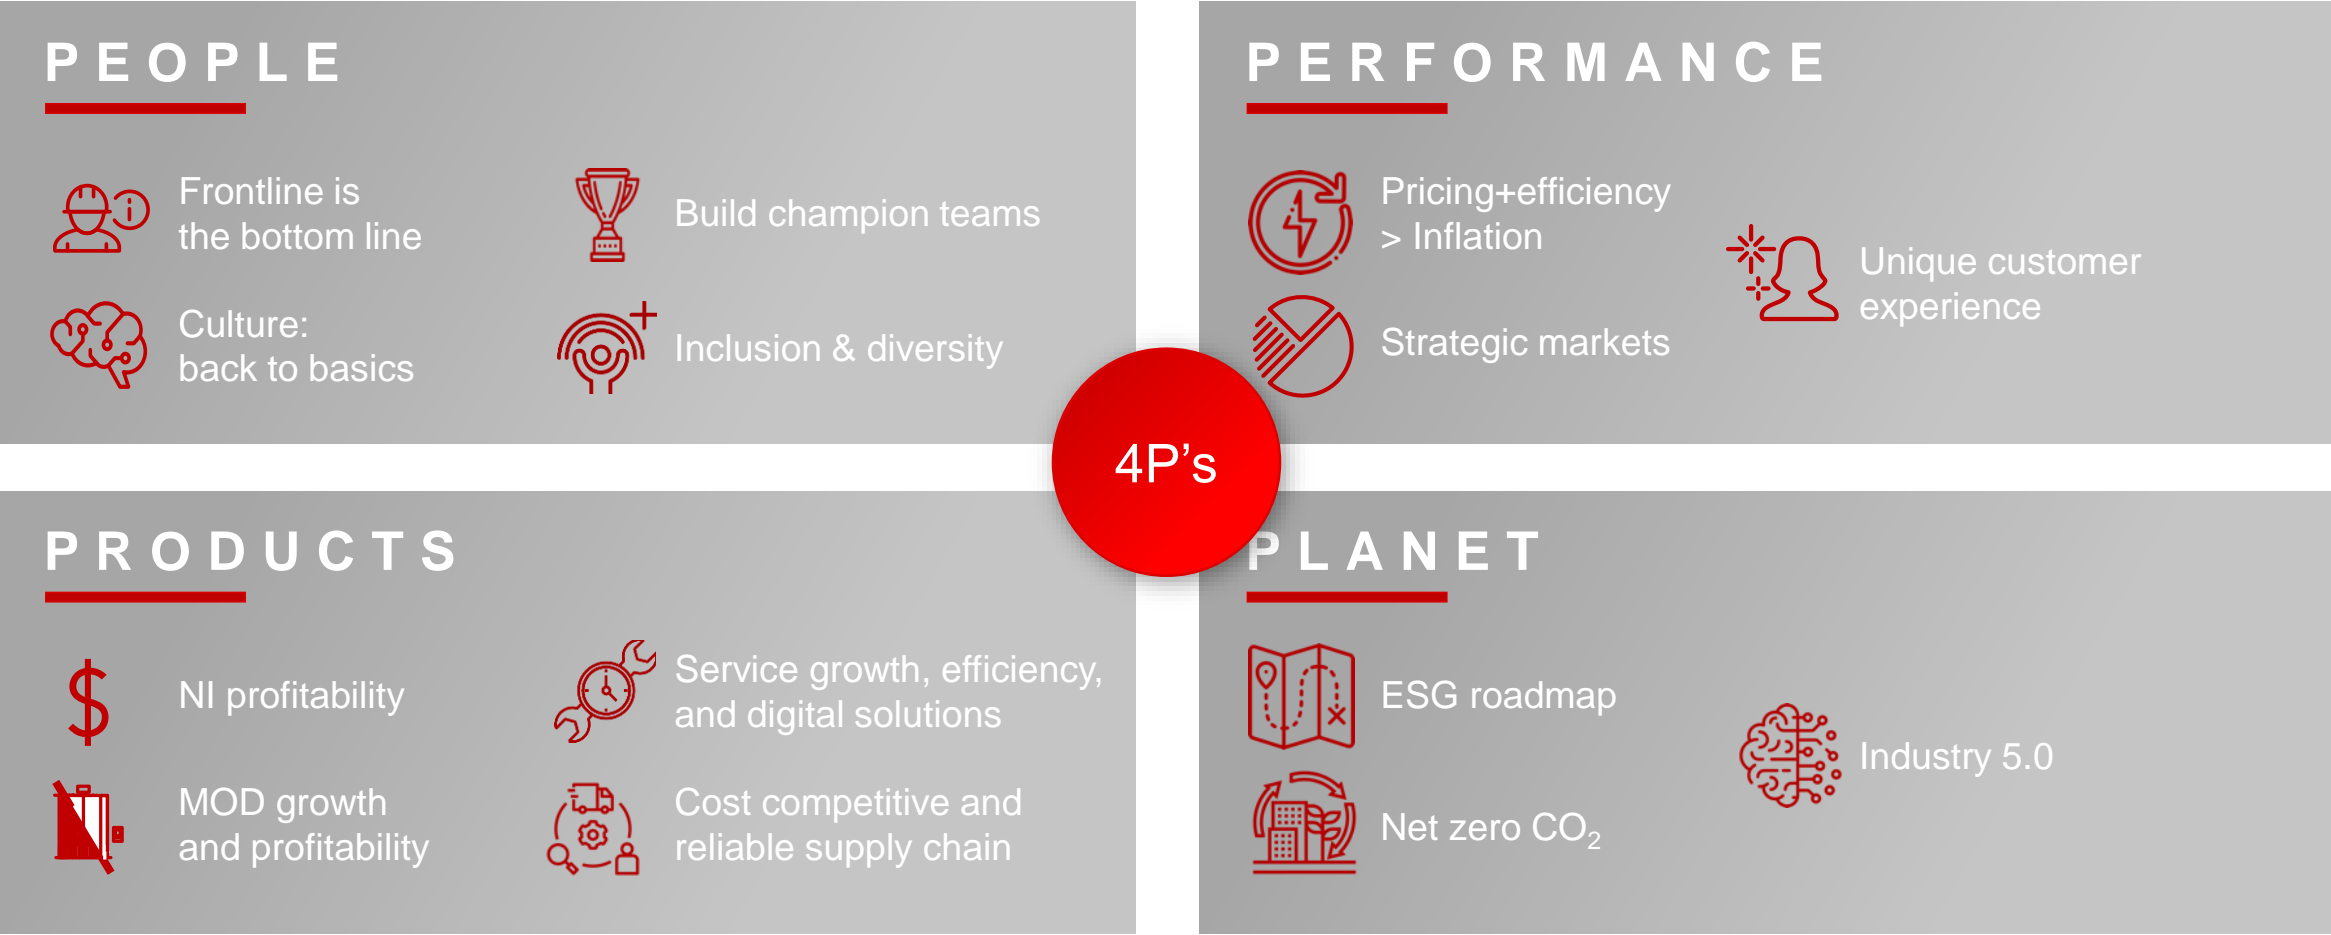 PEOPLE
Frontline is
the bottom line
Build champion teams
Culture:
back to basics
Inclusion & diversity
PERFORMANCE
Pricing+efficiency
> Inflation
Strategic markets
Unique customer
experience
4P’s
PRODUCTS
NI profitability
Service growth, efficiency,
and digital solutions
MOD growth
and profitability
Cost competitive and
reliable supply chain
PLANET
ESG roadmap
Net zero CO₂
Industry 5.0